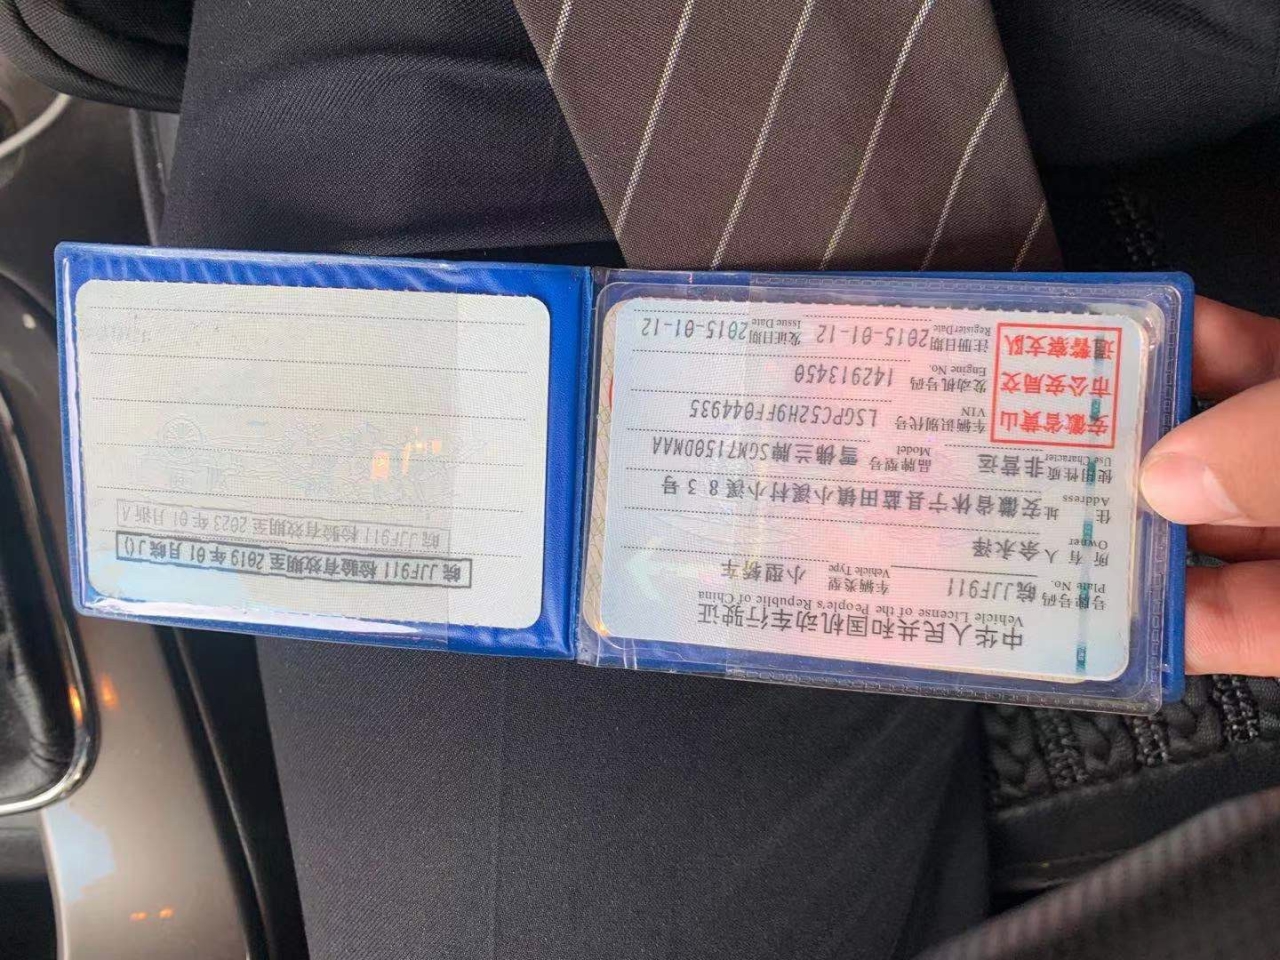 中华人民共和国机动车行驶证
Vehicle License of the People's Republic of China
号牌号码 皖JJF911 车辆类型 小型轿车
Plate No. Vehicle Type
所有人 余永泽
Owner
住址 安徽省休宁县蓝田镇小溪村小溪83号
Address
使用性质 非营运 品牌型号 雪佛兰牌SGM7150DMAA
Use Character Model
安徽省黄山市公安局交通警察支队
车辆识别代号 LSGPC52H9FF044935
VIN
发动机号码 142913450
Engine No.
注册日期 2015-01-12 发证日期 2015-01-12
Register Date Issue Date
皖JJF911 检验有效期至2019年01月皖J()
皖JJF911 检验有效期至2023年01月浙A